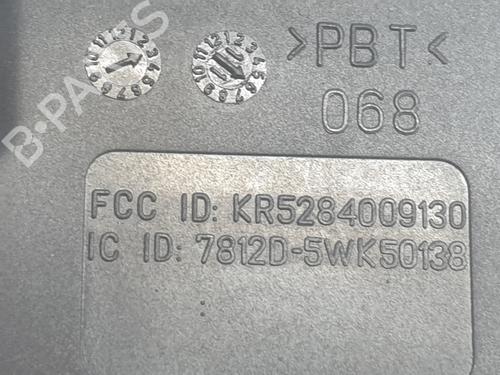 >PBT<
068
FCC ID: KR5284009130
IC ID: 7812D-5WK50138
B-PARTS